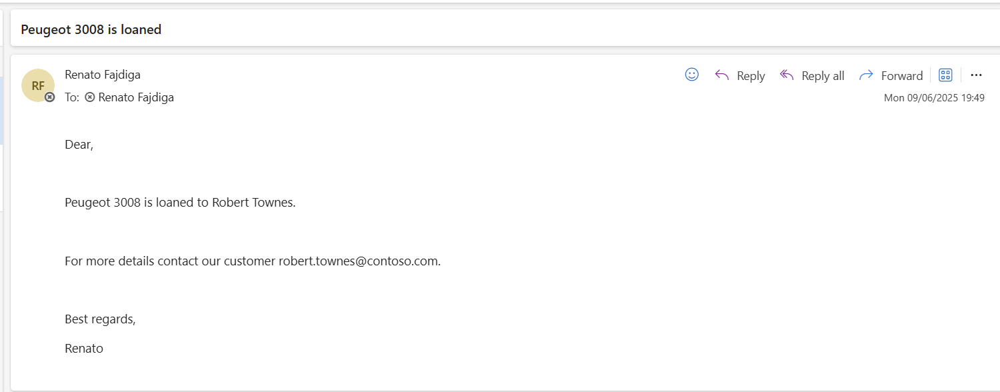 Peugeot 3008 is loaned
RF
Renato Fajdiga
Reply
Reply all
Forward
To: Renato Fajdiga
Mon 09/06/2025 19:49
Dear,
Peugeot 3008 is loaned to Robert Townes.
For more details contact our customer robert.townes@contoso.com.
Best regards,
Renato